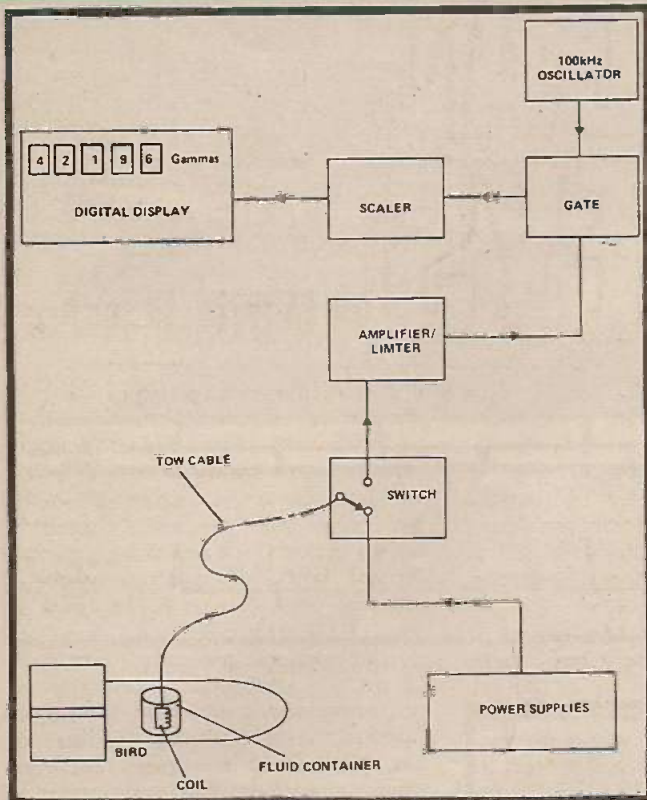 100kHz
OSCILLATOR
4 2 1 9 6 Gammas
DIGITAL DISPLAY
SCALER
GATE
AMPLIFIER/
LIMTER
TOW CABLE
SWITCH
POWER SUPPLIES
BIRD
FLUID CONTAINER
COIL